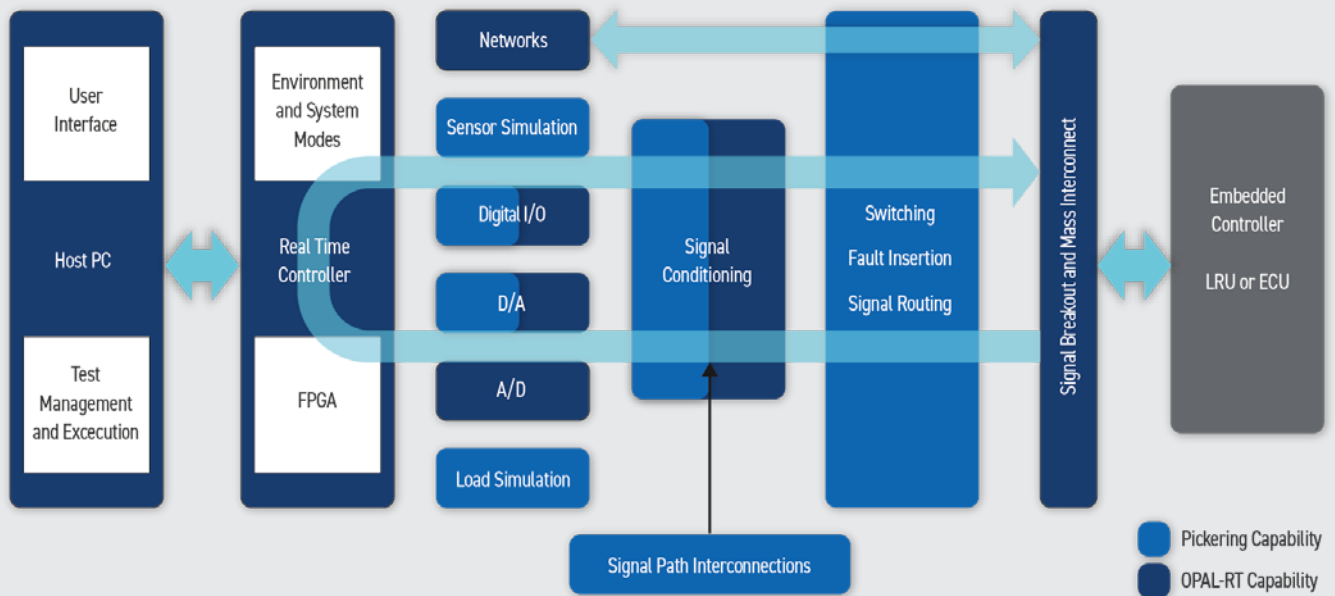 User
Interface
Host PC
Test
Management
and Excecution
Environment
and System
Modes
Real Time
Controller
FPGA
Networks
Sensor Simulation
Digital I/O
D/A
A/D
Load Simulation
Signal
Conditioning
Signal Path Interconnections
Switching
Fault Insertion
Signal Routing
Signal Breakout and Mass Interconnect
Embedded
Controller
LRU or ECU
Pickering Capability
OPAL-RT Capability